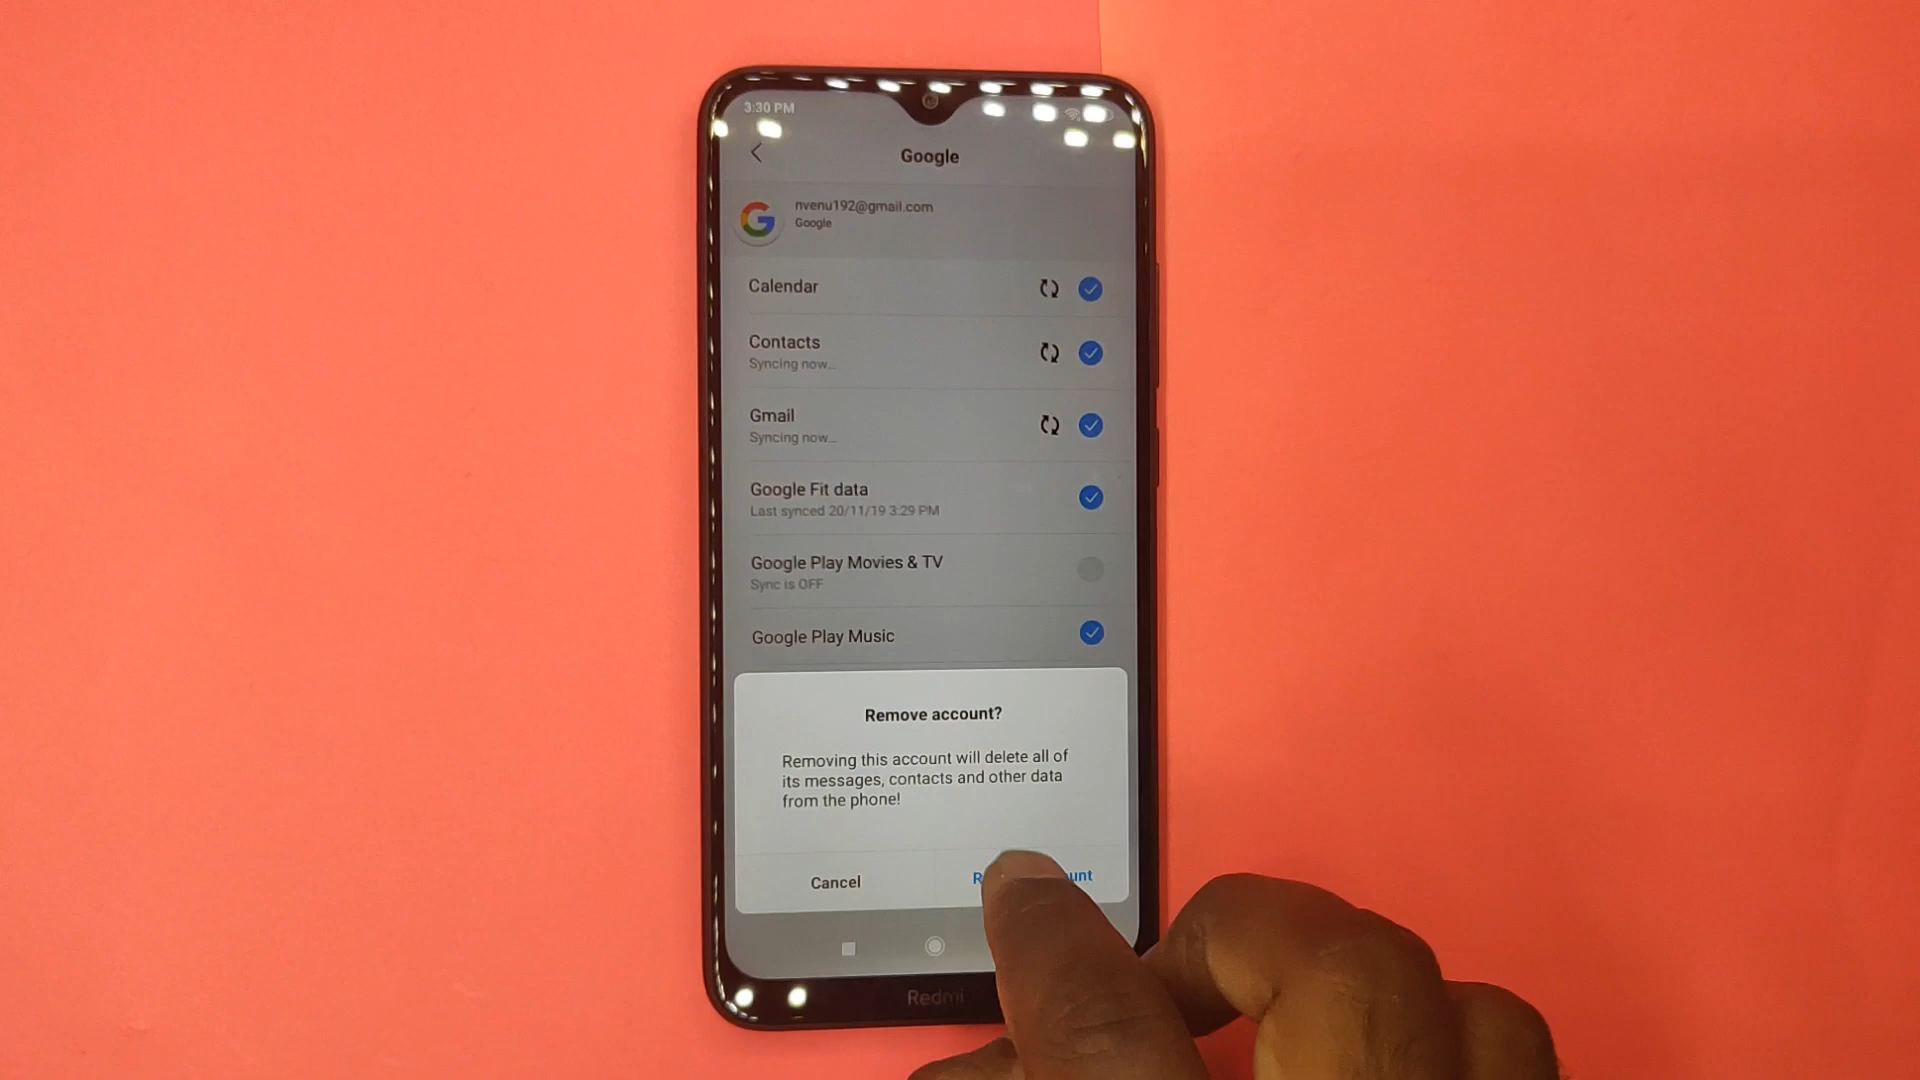 3:30 PM
Google
nvenu192@gmail.com
Google
Calendar
Contacts
Syncing now...
Gmail
Syncing now...
Google Fit data
Last synced 20/11/19 3:29 PM
Google Play Movies & TV
Sync is OFF
Google Play Music
Remove account?
Removing this account will delete all of
its messages, contacts and other data
from the phone!
Cancel
Redmi